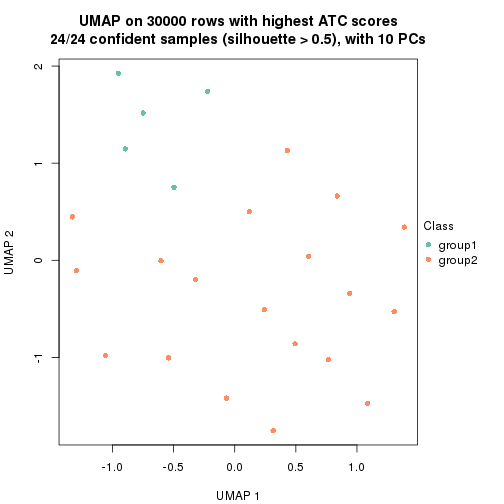 UMAP on 30000 rows with highest ATC scores
24/24 confident samples (silhouette > 0.5), with 10 PCs
2
1
0
-1
UMAP 2
-1.0
-0.5
0.0
0.5
1.0
UMAP 1
Class
group1
group2